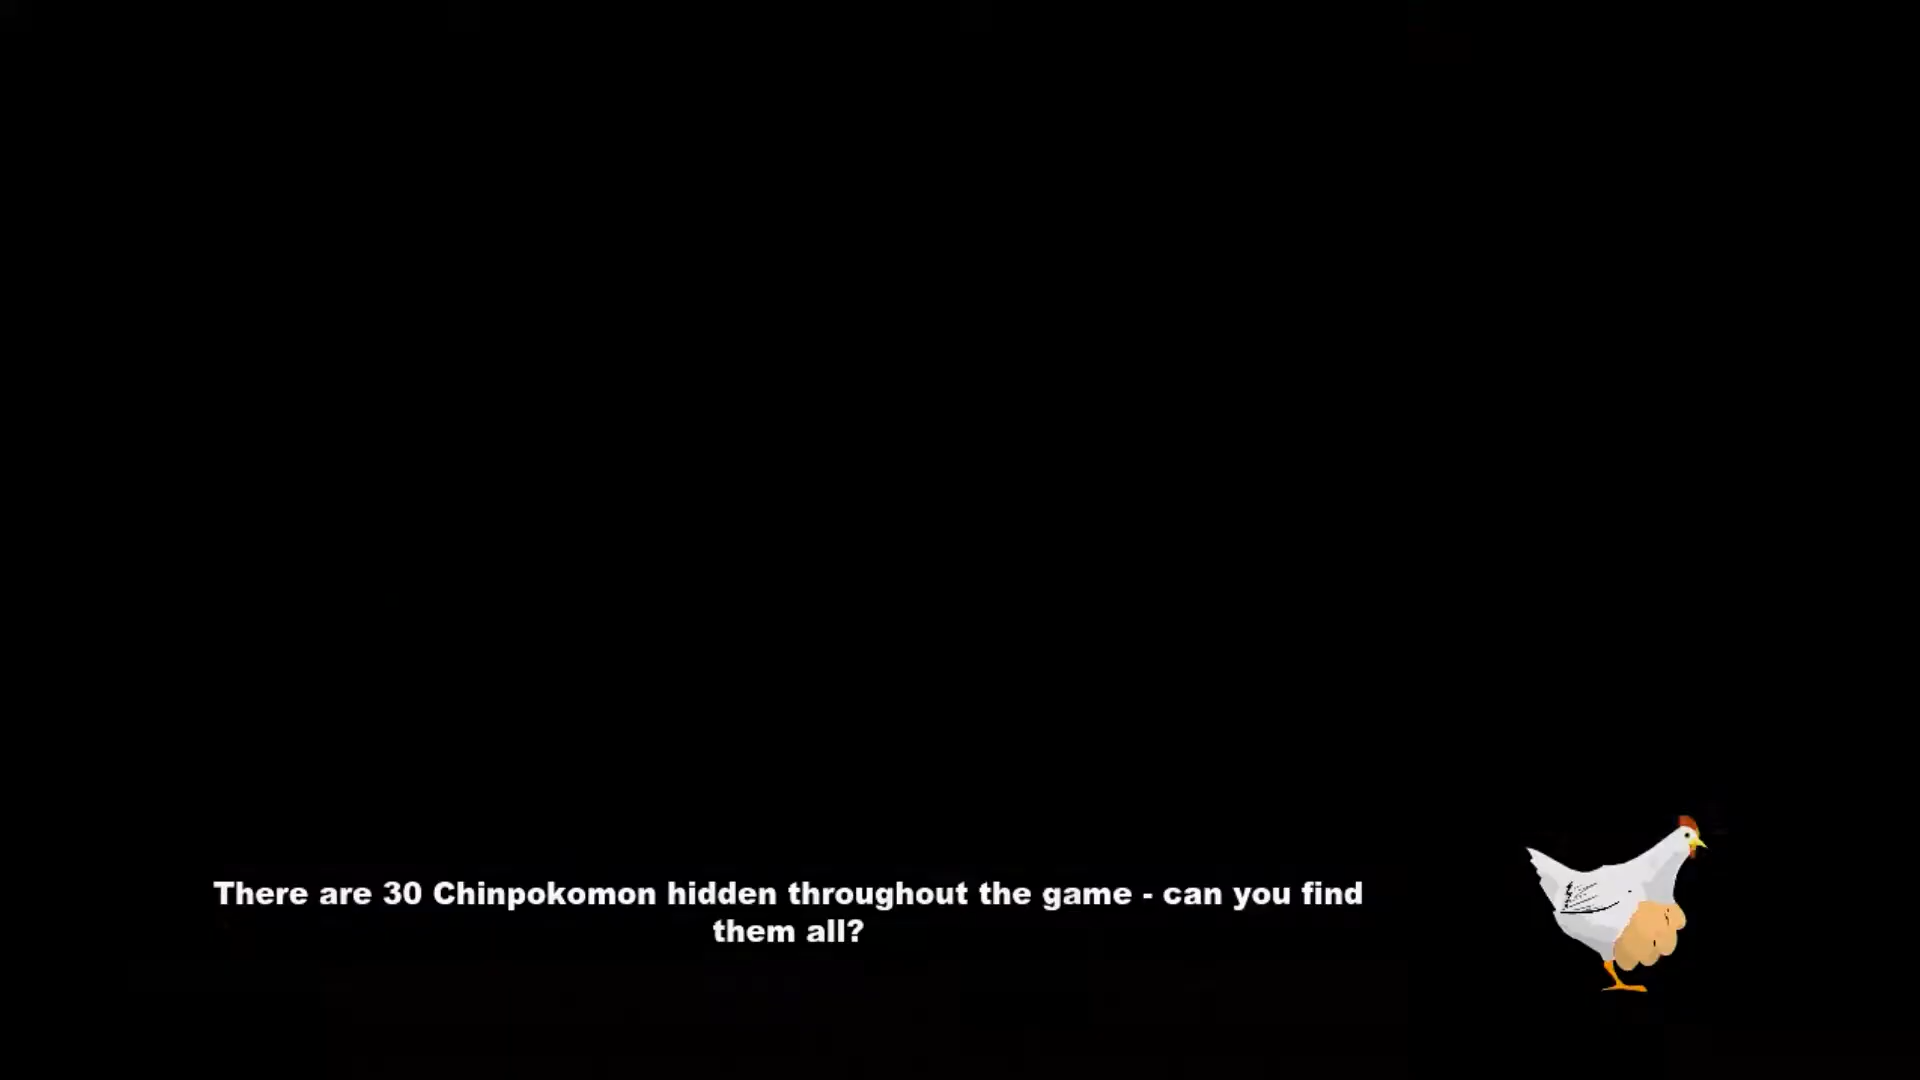 There are 30 Chinpokomon hidden throughout the game - can you find
them all?